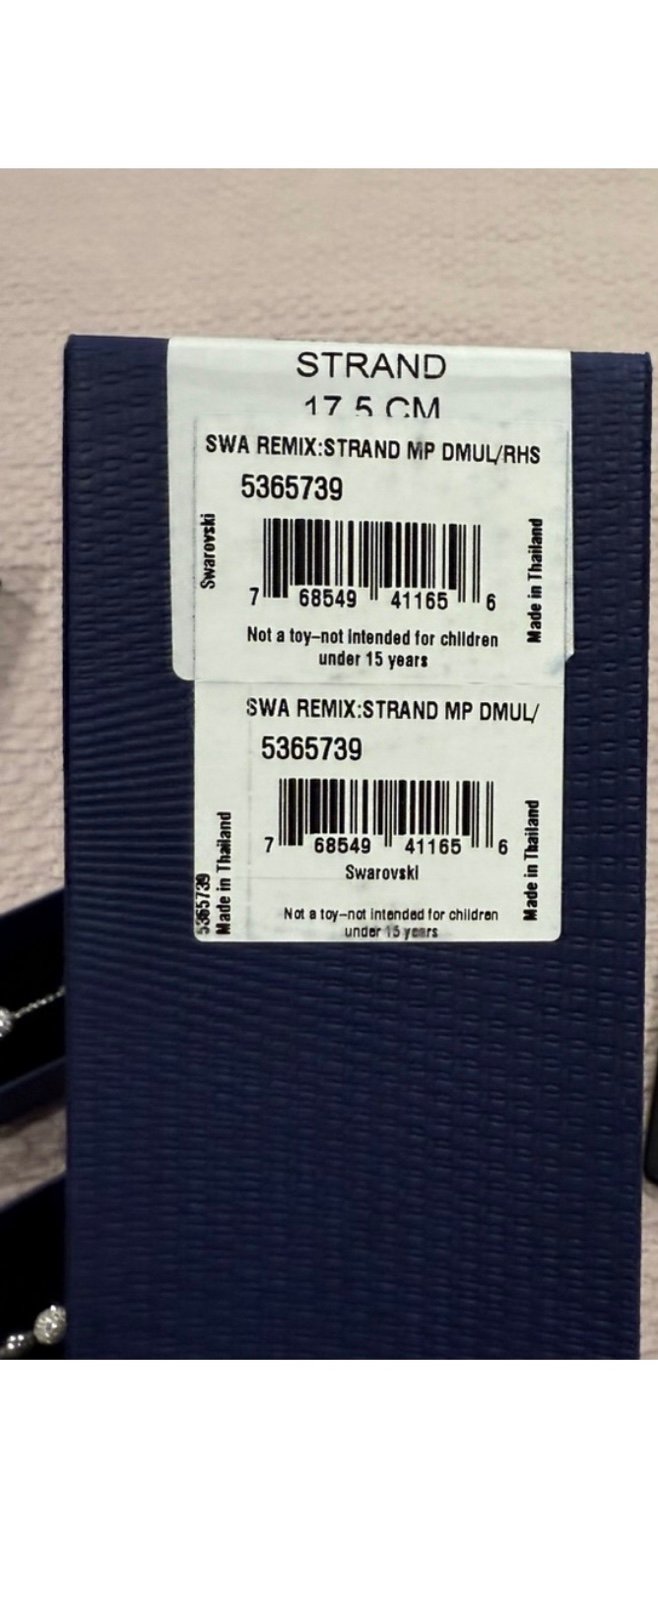 STRAND
17.5 CM
SWA REMIX:STRAND MP DMUL/RHS
5365739
Swarovski
Made in Thailand
7 68549 41165 6
Not a toy–not intended for children
under 15 years
SWA REMIX:STRAND MP DMUL/
5365739
7 68549 41165 6
Swarovski
5365739
Made in Thailand
Made in Thailand
Not a toy–not intended for children
under 15 years